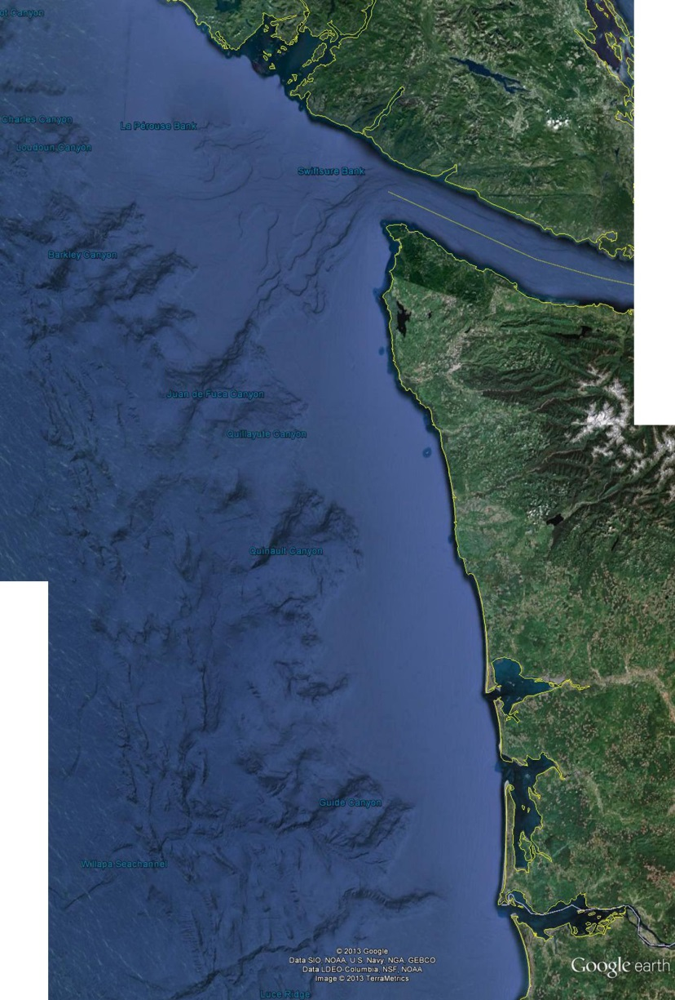 Canyon
Charles Canyon
La Pérouse Bank
Loudoun Canyon
Swiftsure Bank
Barkley Canyon
Juan de Fuca Canyon
Quillayute Canyon
Quinault Canyon
Guide Canyon
Willapa Seachannel
© 2013 Google
Data SIO, NOAA, U.S. Navy, NGA, GEBCO
Data LDEO-Columbia, NSF, NOAA
Image © 2013 TerraMetrics
Google earth
Luce Ridge